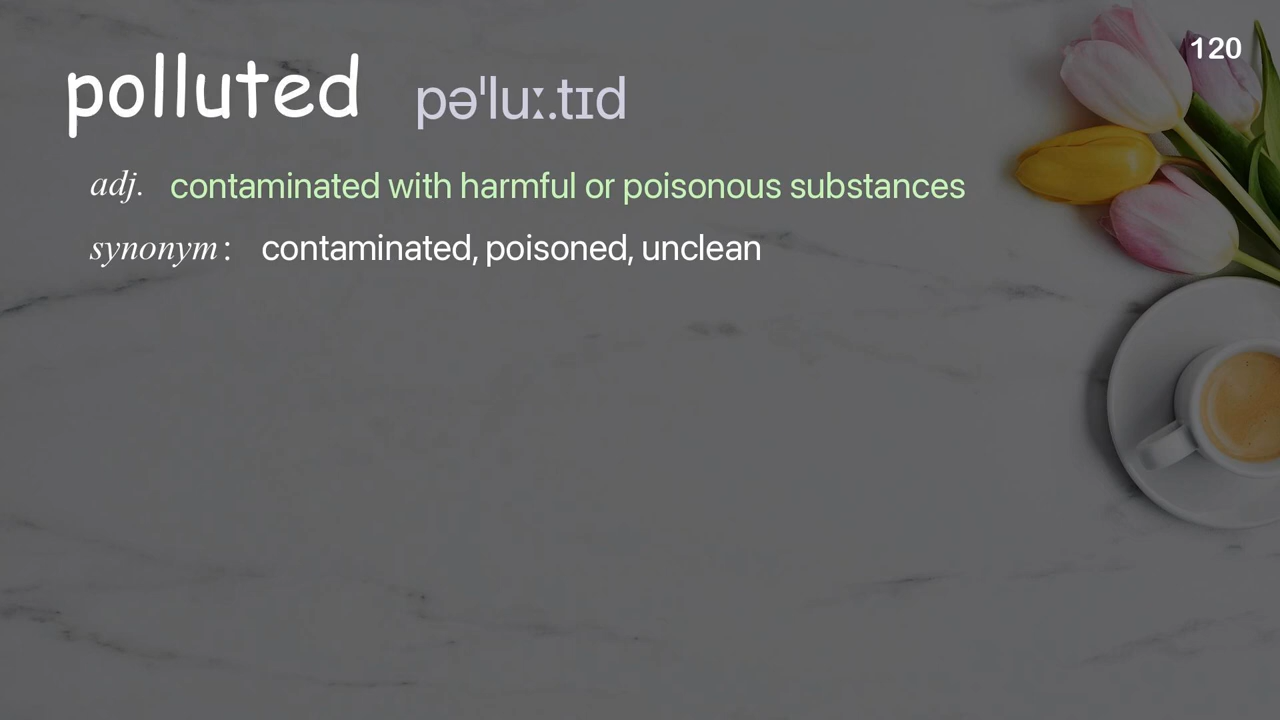 120
polluted pəˈluː.tɪd
adj. contaminated with harmful or poisonous substances
synonym: contaminated, poisoned, unclean